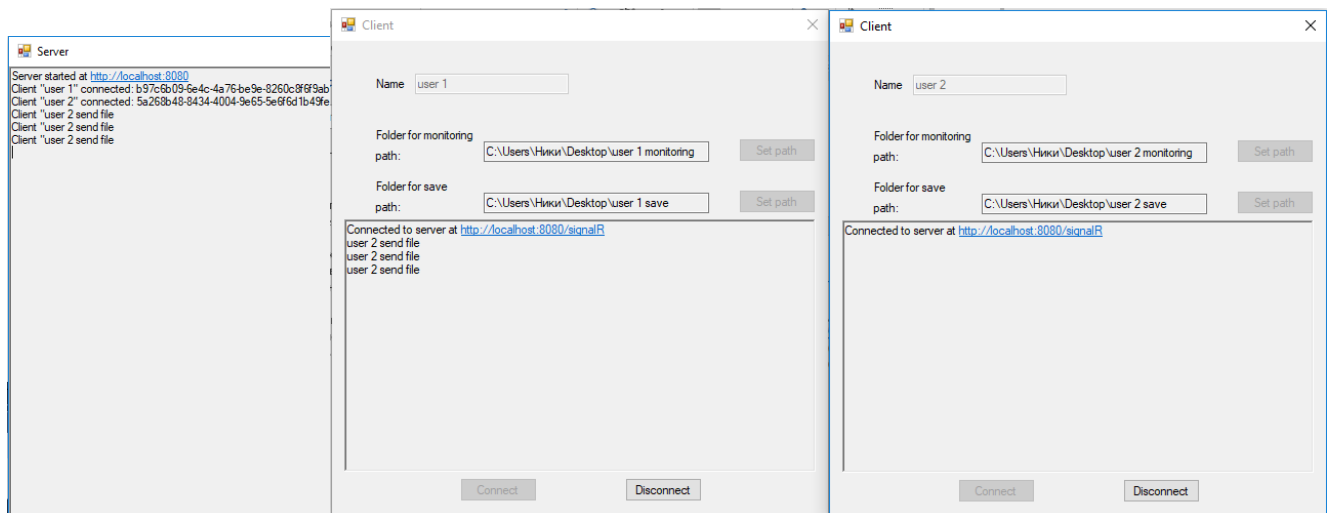 Server
Server started at http://localhost:8080
Client "user 1" connected: b97c6b09-6e4c-4a76-be9e-8260c8f6f9ab
Client "user 2" connected: 5a268b48-8434-4004-9e65-5e6f6d1b49fe
Client "user 2 send file
Client "user 2 send file
Client "user 2 send file
Client
Name user 1
Folder for monitoring
path: C:\Users\Ники\Desktop\user 1 monitoring Set path
Folder for save
path: C:\Users\Ники\Desktop\user 1 save Set path
Connected to server at http://localhost:8080/signalR
user 2 send file
user 2 send file
user 2 send file
Connect Disconnect
Client
Name user 2
Folder for monitoring
path: C:\Users\Ники\Desktop\user 2 monitoring Set path
Folder for save
path: C:\Users\Ники\Desktop\user 2 save Set path
Connected to server at http://localhost:8080/signalR
Connect Disconnect